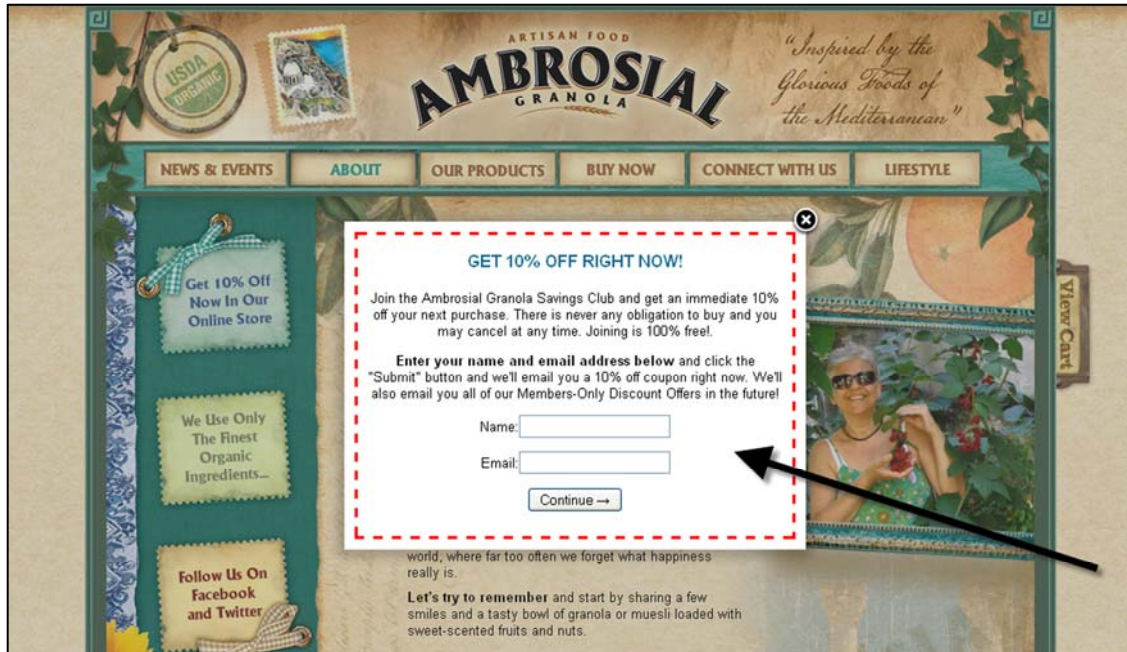 USDA
ORGANIC
ARTISAN FOOD
AMBROSIAL
GRANOLA
"Inspired by the
Glorious Foods of
the Mediterranean"
NEWS & EVENTS
ABOUT
OUR PRODUCTS
BUY NOW
CONNECT WITH US
LIFESTYLE
Get 10% Off
Now In Our
Online Store
We Use Only
The Finest
Organic
Ingredients...
Follow Us On
Facebook
and Twitter
GET 10% OFF RIGHT NOW!
Join the Ambrosial Granola Savings Club and get an immediate 10%
off your next purchase. There is never any obligation to buy and you
may cancel at any time. Joining is 100% free!.
Enter your name and email address below and click the
"Submit" button and we'll email you a 10% off coupon right now. We'll
also email you all of our Members-Only Discount Offers in the future!
Name:
Email:
Continue →
world, where far too often we forget what happiness
really is.
Let's try to remember and start by sharing a few
smiles and a tasty bowl of granola or muesli loaded with
sweet-scented fruits and nuts.
View Cart